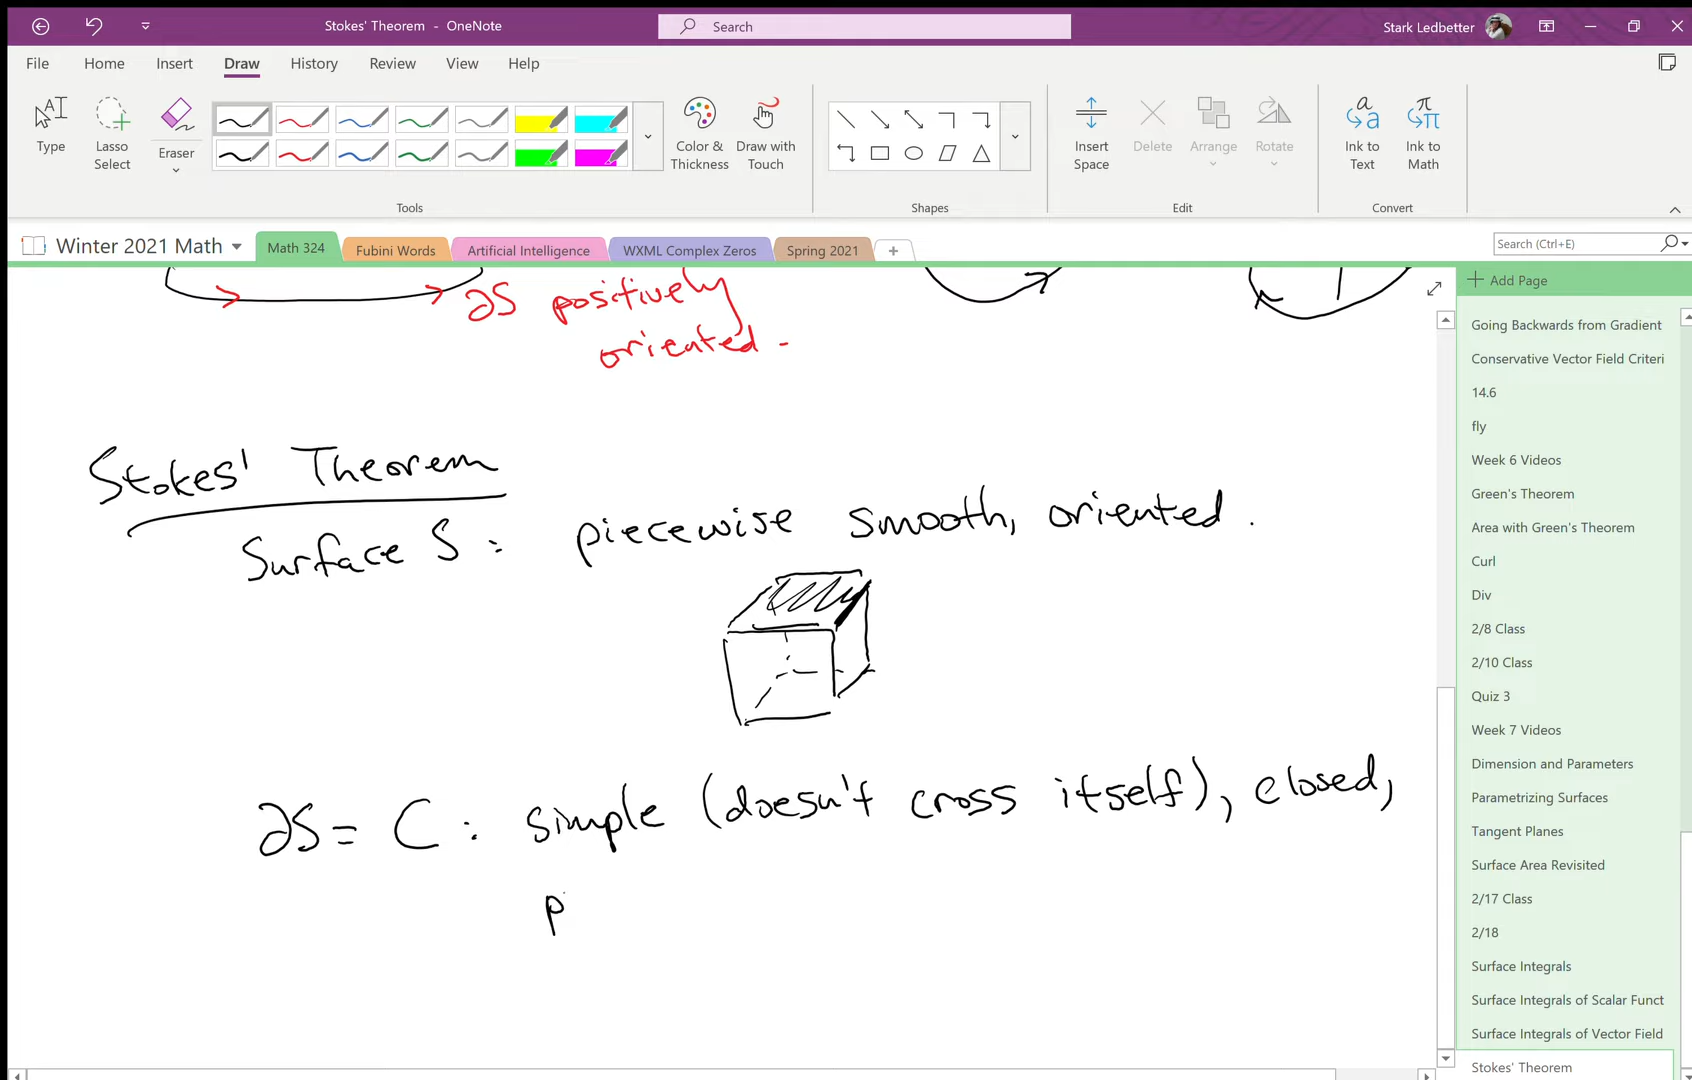 Stokes' Theorem - OneNote
Search
Stark Ledbetter
File Home Insert Draw History Review View Help
Type
Lasso Select
Eraser
Color & Thickness
Draw with Touch
Insert Space
Delete
Arrange
Rotate
Ink to Text
Ink to Math
Tools
Shapes
Edit
Convert
Winter 2021 Math
Math 324
Fubini Words
Artificial Intelligence
WXML Complex Zeros
Spring 2021
Search (Ctrl+E)
∂S positively
oriented.
Stokes' Theorem
Surface S: piecewise smooth, oriented.
∂S = C: simple (doesn't cross itself), closed,
p
Add Page
Going Backwards from Gradient
Conservative Vector Field Criteri
14.6
fly
Week 6 Videos
Green's Theorem
Area with Green's Theorem
Curl
Div
2/8 Class
2/10 Class
Quiz 3
Week 7 Videos
Dimension and Parameters
Parametrizing Surfaces
Tangent Planes
Surface Area Revisited
2/17 Class
2/18
Surface Integrals
Surface Integrals of Scalar Funct
Surface Integrals of Vector Field
Stokes' Theorem